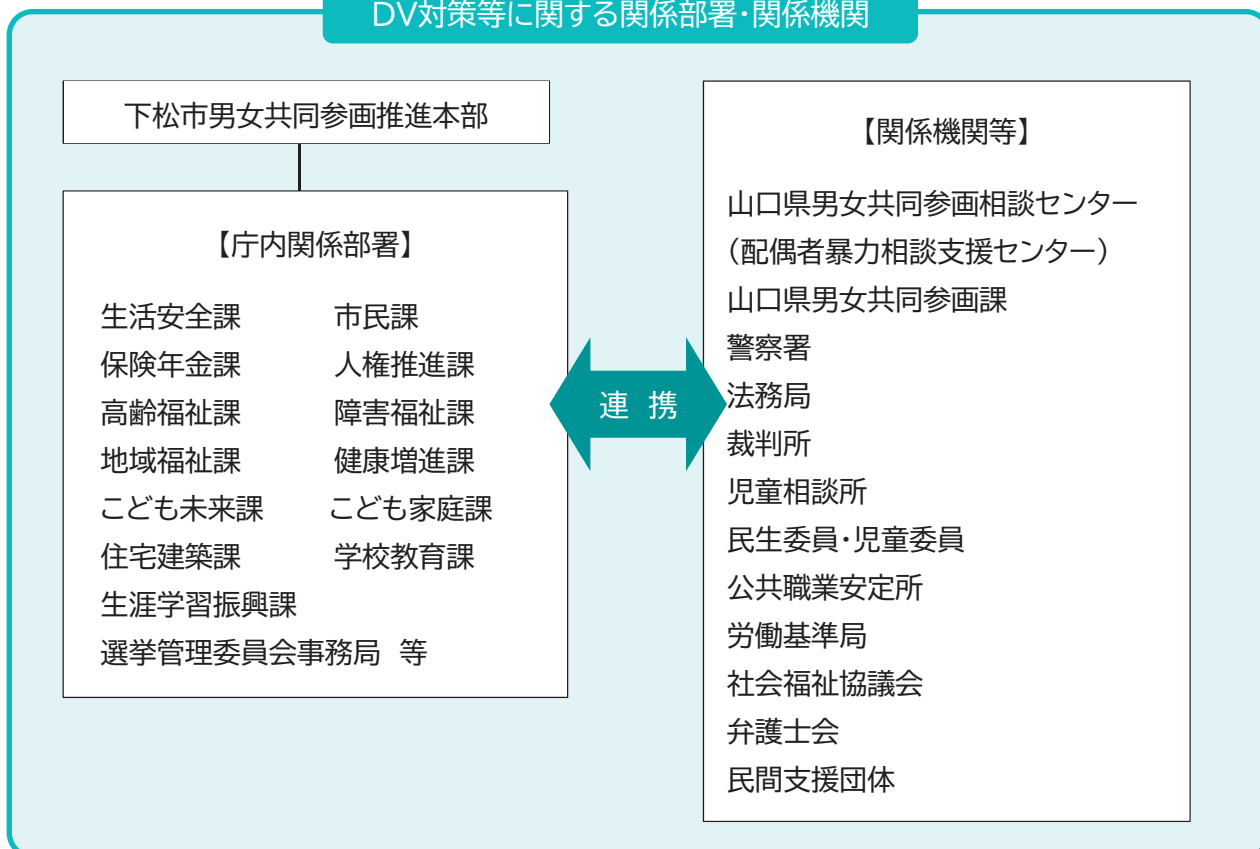 DV対策等に関する関係部署・関係機関
下松市男女共同参画推進本部
【庁内関係部署】
生活安全課 市民課
保険年金課 人権推進課
高齢福祉課 障害福祉課
地域福祉課 健康増進課
こども未来課 こども家庭課
住宅建築課 学校教育課
生涯学習振興課
選挙管理委員会事務局 等
連 携
【関係機関等】
山口県男女共同参画相談センター
（配偶者暴力相談支援センター）
山口県男女共同参画課
警察署
法務局
裁判所
児童相談所
民生委員・児童委員
公共職業安定所
労働基準局
社会福祉協議会
弁護士会
民間支援団体